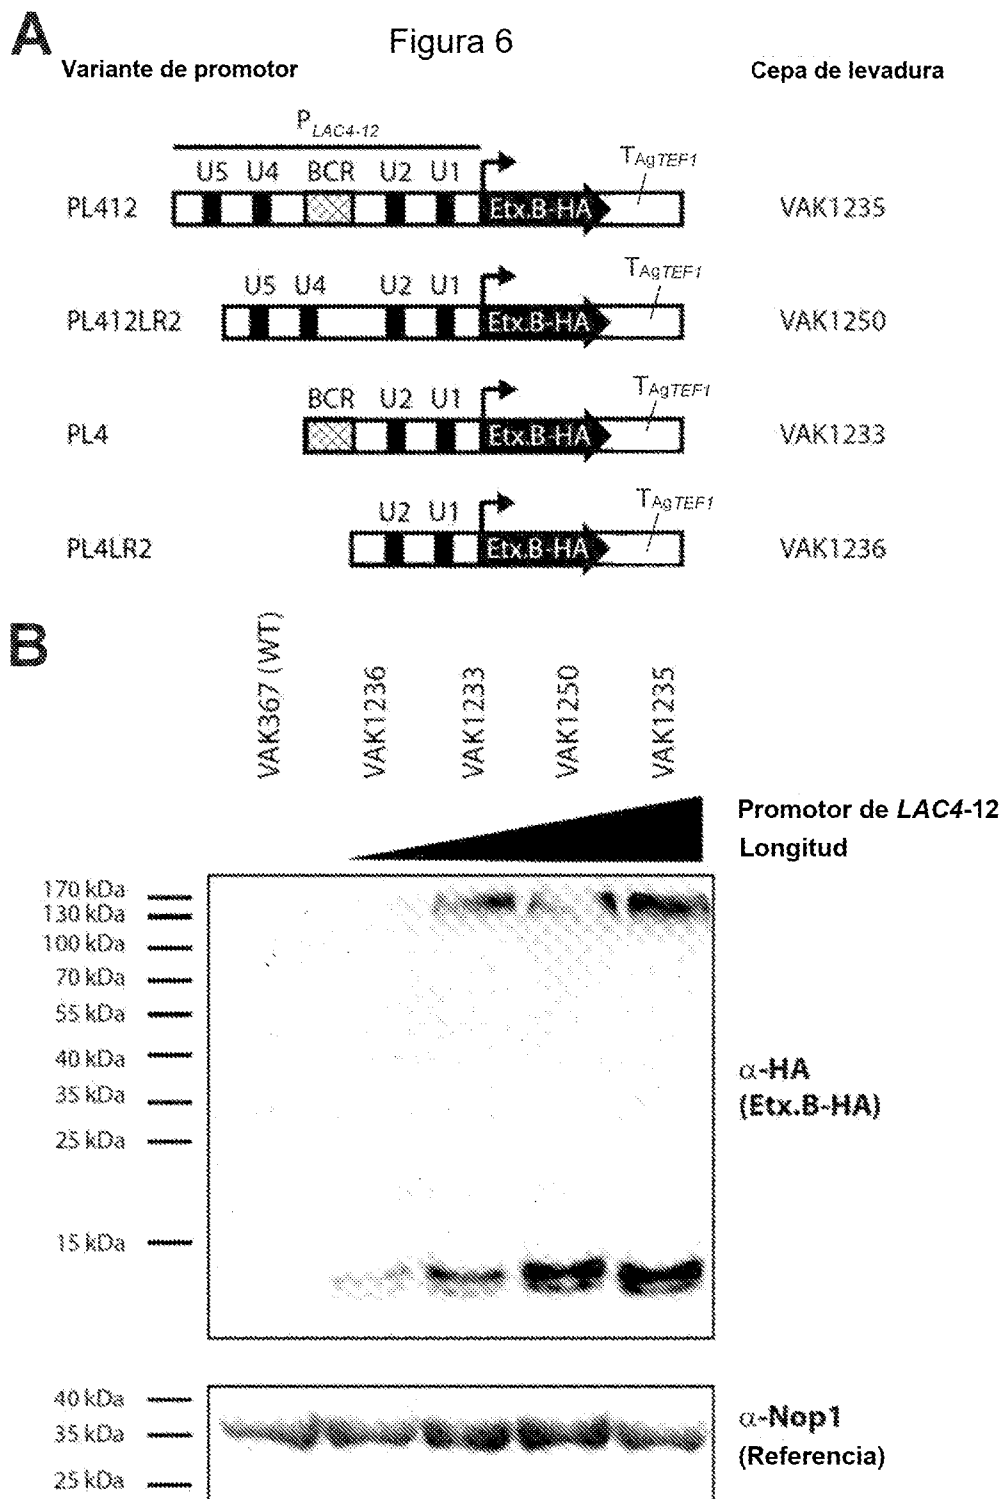 A
Figura 6
Variante de promotor
Cepa de levadura
PLAC4-12
U5 U4 BCR U2 U1
TAgTEF1
PL412
Etx.B-HA
VAK1235
U5 U4 U2 U1
TAgTEF1
PL412LR2
Etx.B-HA
VAK1250
BCR U2 U1
TAgTEF1
PL4
Etx.B-HA
VAK1233
U2 U1
TAgTEF1
PL4LR2
Etx.B-HA
VAK1236
B
VAK367 (WT)
VAK1236
VAK1233
VAK1250
VAK1235
Promotor de LAC4-12
Longitud
170 kDa
130 kDa
100 kDa
70 kDa
55 kDa
40 kDa
35 kDa
25 kDa
15 kDa
α-HA
(Etx.B-HA)
40 kDa
35 kDa
25 kDa
α-Nop1
(Referencia)